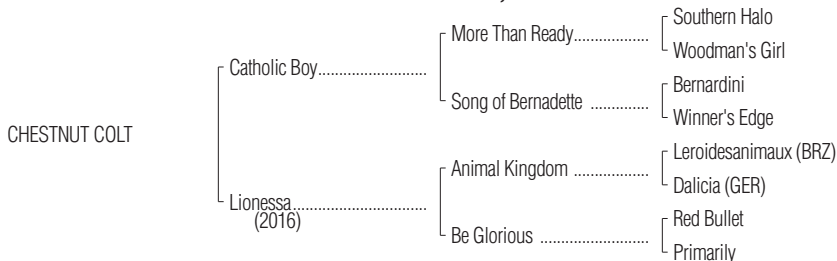 Southern Halo
More Than Ready..................
Woodman's Girl
Catholic Boy..........................
Bernardini
Song of Bernadette ..............
Winner's Edge
CHESTNUT COLT
Leroidesanimaux (BRZ)
Animal Kingdom ..................
Dalicia (GER)
Lionessa................................
(2016)
Red Bullet
Be Glorious ..........................
Primarily